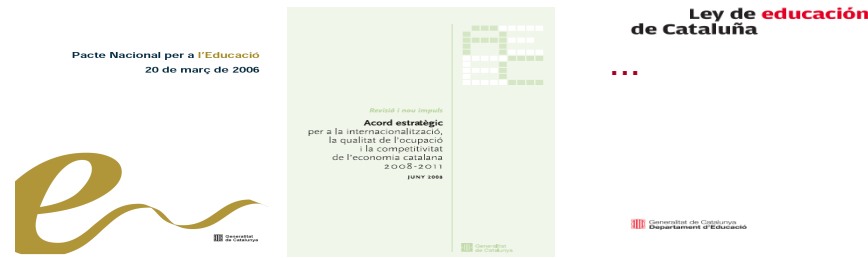 Pacte Nacional per a l'Educació
20 de març de 2006
Generalitat
de Catalunya
Revisió i nou impuls
Acord estratègic
per a la internacionalització,
la qualitat de l'ocupació
i la competitivitat
de l'economia catalana
2008-2011
JUNY 2008
Generalitat
de Catalunya
Ley de educación
de Cataluña
...
Generalitat de Catalunya
Departament d'Educació